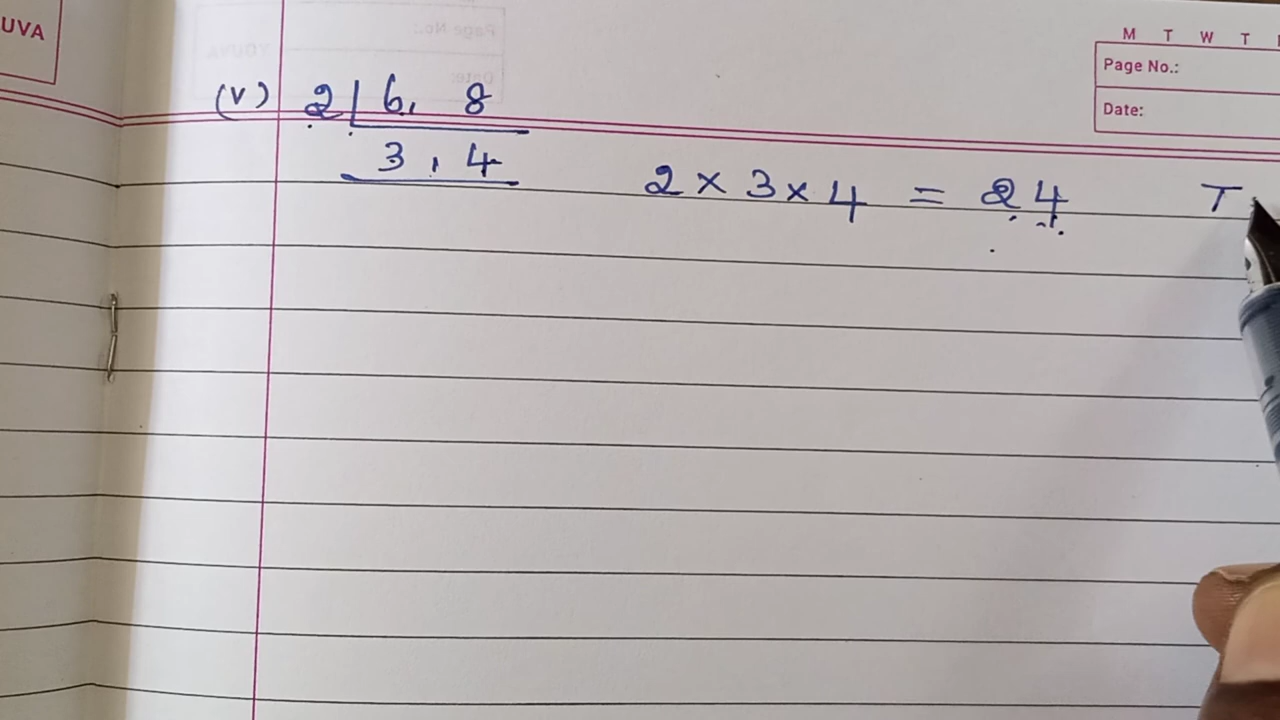 UVA
M T W T
Page No.:
Date:
(v) 2 | 6, 8
3, 4
2 × 3 × 4 = 24 T